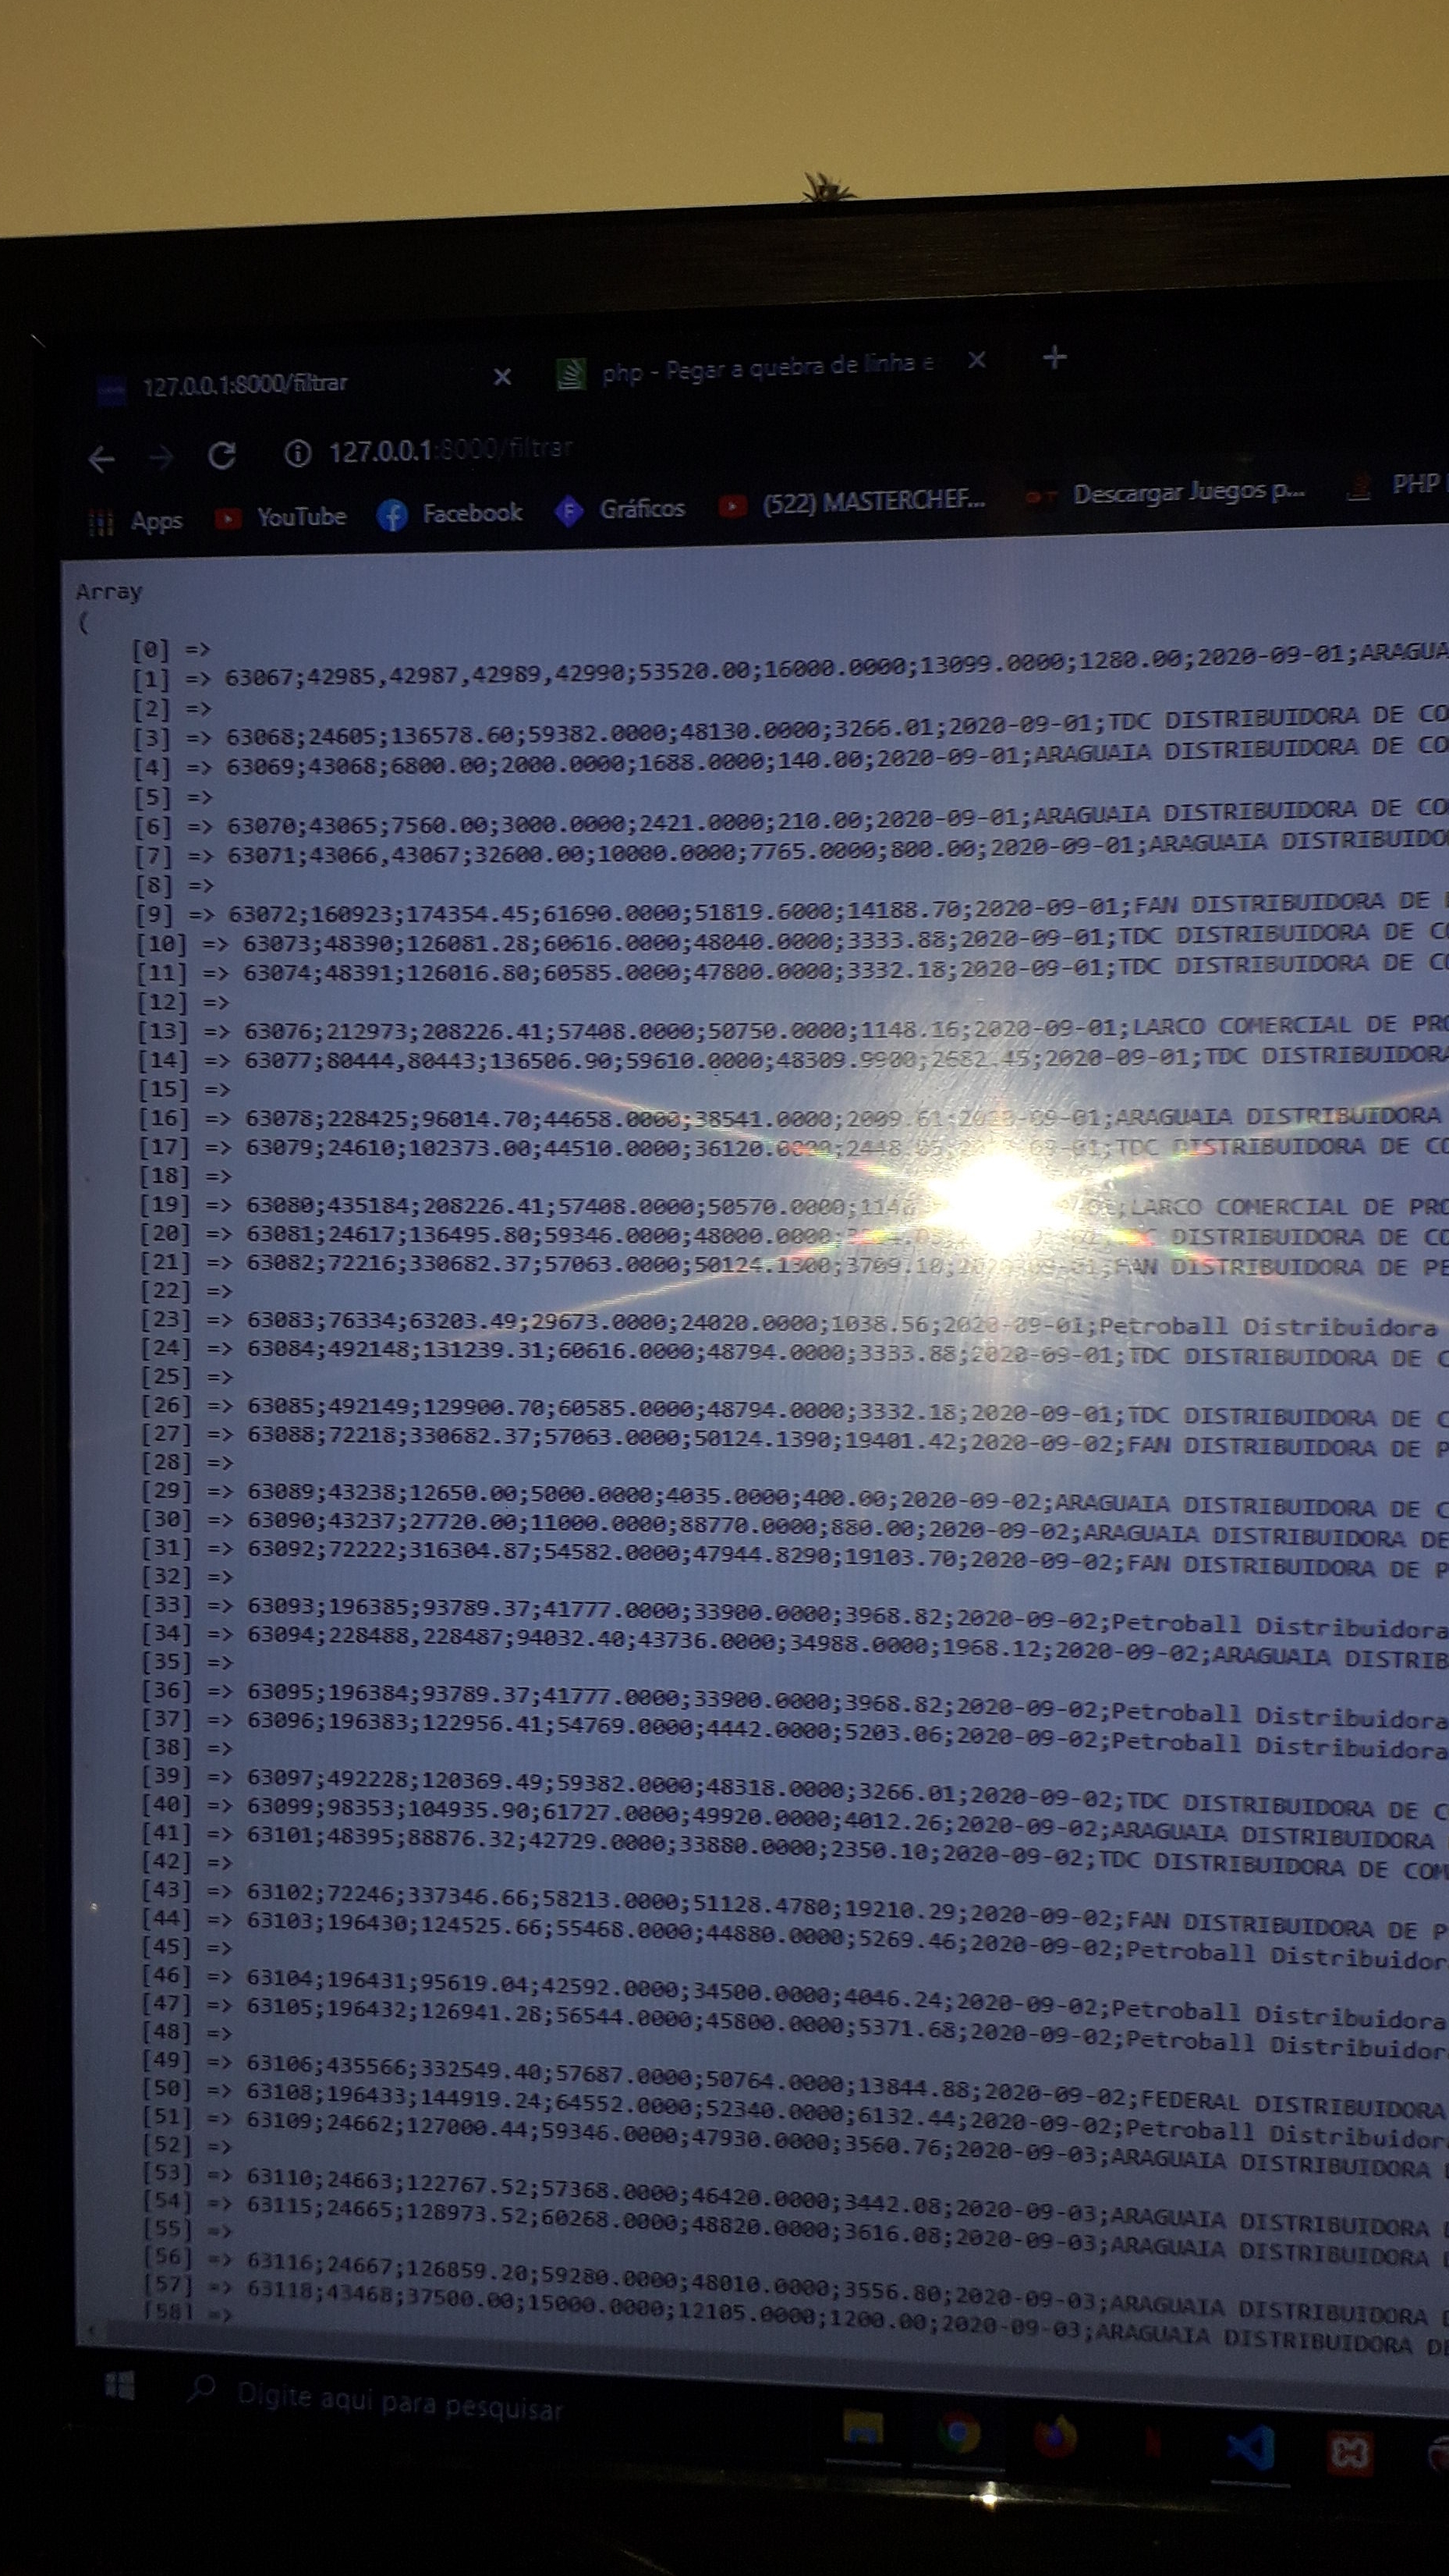 127.0.0.1:8000/filtrar
php - Pegar a quebra de linha e
127.0.0.1:8000/filtrar
Apps YouTube Facebook Gráficos (522) MASTERCHEF... Descargar Juegos p... PHP
Array
(
[0] =>
[1] => 63067;42985,42987,42989,42990;53520.00;16000.0000;13099.0000;1280.00;2020-09-01;ARAGUA
[2] =>
[3] => 63068;24605;136578.60;59382.0000;48130.0000;3266.01;2020-09-01;TDC DISTRIBUIDORA DE CO
[4] => 63069;43068;6800.00;2000.0000;1688.0000;140.00;2020-09-01;ARAGUAIA DISTRIBUIDORA DE CO
[5] =>
[6] => 63070;43065;7560.00;3000.0000;2421.0000;210.00;2020-09-01;ARAGUAIA DISTRIBUIDORA DE CO
[7] => 63071;43066,43067;32600.00;10000.0000;7765.0000;800.00;2020-09-01;ARAGUAIA DISTRIBUIDO
[8] =>
[9] => 63072;160923;174354.45;61690.0000;51819.6000;14188.70;2020-09-01;FAN DISTRIBUIDORA DE
[10] => 63073;48390;126081.28;60616.0000;48040.0000;3333.88;2020-09-01;TDC DISTRIBUIDORA DE CO
[11] => 63074;48391;126016.80;60585.0000;47800.0000;3332.18;2020-09-01;TDC DISTRIBUIDORA DE CO
[12] =>
[13] => 63076;212973;208226.41;57408.0000;50750.0000;1148.16;2020-09-01;LARCO COMERCIAL DE PRO
[14] => 63077;80444,80443;136506.90;59610.0000;48309.9900;2682.45;2020-09-01;TDC DISTRIBUIDORA
[15] =>
[16] => 63078;228425;96014.70;44658.0000;38541.0000;2009.61;2020-09-01;ARAGUAIA DISTRIBUIDORA
[17] => 63079;24610;102373.00;44510.0000;36120.0000;2448 TDC DISTRIBUIDORA DE CO
[18] =>
[19] => 63080;435184;208226.41;57408.0000;50570.0000; ;LARCO COMERCIAL DE PRO
[20] => 63081;24617;136495.80;59346.0000;48000.0000; DISTRIBUIDORA DE CO
[21] => 63082;72216;330682.37;57063.0000;50124.1300;3709.10; FAN DISTRIBUIDORA DE PE
[22] =>
[23] => 63083;76334;63203.49;29673.0000;24020.0000;1038.56;2020-09-01;Petroball Distribuidora
[24] => 63084;492148;131239.31;60616.0000;48794.0000;3333.88;2020-09-01;TDC DISTRIBUIDORA DE C
[25] =>
[26] => 63085;492149;129900.70;60585.0000;48794.0000;3332.18;2020-09-01;TDC DISTRIBUIDORA DE C
[27] => 63088;72218;330682.37;57063.0000;50124.1390;19401.42;2020-09-02;FAN DISTRIBUIDORA DE P
[28] =>
[29] => 63089;43238;12650.00;5000.0000;4035.0000;400.00;2020-09-02;ARAGUAIA DISTRIBUIDORA DE C
[30] => 63090;43237;27720.00;11000.0000;88770.0000;880.00;2020-09-02;ARAGUAIA DISTRIBUIDORA DE
[31] => 63092;72222;316304.87;54582.0000;47944.8290;19103.70;2020-09-02;FAN DISTRIBUIDORA DE P
[32] =>
[33] => 63093;196385;93789.37;41777.0000;33900.0000;3968.82;2020-09-02;Petroball Distribuidora
[34] => 63094;228488,228487;94032.40;43736.0000;34988.0000;1968.12;2020-09-02;ARAGUAIA DISTRIB
[35] =>
[36] => 63095;196384;93789.37;41777.0000;33900.0000;3968.82;2020-09-02;Petroball Distribuidora
[37] => 63096;196383;122956.41;54769.0000;4442.0000;5203.06;2020-09-02;Petroball Distribuidora
[38] =>
[39] => 63097;492228;120369.49;59382.0000;48318.0000;3266.01;2020-09-02;TDC DISTRIBUIDORA DE C
[40] => 63099;98353;104935.90;61727.0000;49920.0000;4012.26;2020-09-02;ARAGUAIA DISTRIBUIDORA
[41] => 63101;48395;88876.32;42729.0000;33880.0000;2350.10;2020-09-02;TDC DISTRIBUIDORA DE COM
[42] =>
[43] => 63102;72246;337346.66;58213.0000;51128.4780;19210.29;2020-09-02;FAN DISTRIBUIDORA DE P
[44] => 63103;196430;124525.66;55468.0000;44880.0000;5269.46;2020-09-02;Petroball Distribuidor
[45] =>
[46] => 63104;196431;95619.04;42592.0000;34500.0000;4046.24;2020-09-02;Petroball Distribuidora
[47] => 63105;196432;126941.28;56544.0000;45800.0000;5371.68;2020-09-02;Petroball Distribuidor
[48] =>
[49] => 63106;435566;332549.40;57687.0000;50764.0000;13844.88;2020-09-02;FEDERAL DISTRIBUIDORA
[50] => 63108;196433;144919.24;64552.0000;52340.0000;6132.44;2020-09-02;Petroball Distribuidor
[51] => 63109;24662;127000.44;59346.0000;47930.0000;3560.76;2020-09-03;ARAGUAIA DISTRIBUIDORA
[52] =>
[53] => 63110;24663;122767.52;57368.0000;46420.0000;3442.08;2020-09-03;ARAGUAIA DISTRIBUIDORA
[54] => 63115;24665;128973.52;60268.0000;48820.0000;3616.08;2020-09-03;ARAGUAIA DISTRIBUIDORA
[55] =>
[56] => 63116;24667;126859.20;59280.0000;48010.0000;3556.80;2020-09-03;ARAGUAIA DISTRIBUIDORA
[57] => 63118;43468;37500.00;15000.0000;12105.0000;1200.00;2020-09-03;ARAGUAIA DISTRIBUIDORA DE
[58] =>
Digite aqui para pesquisar